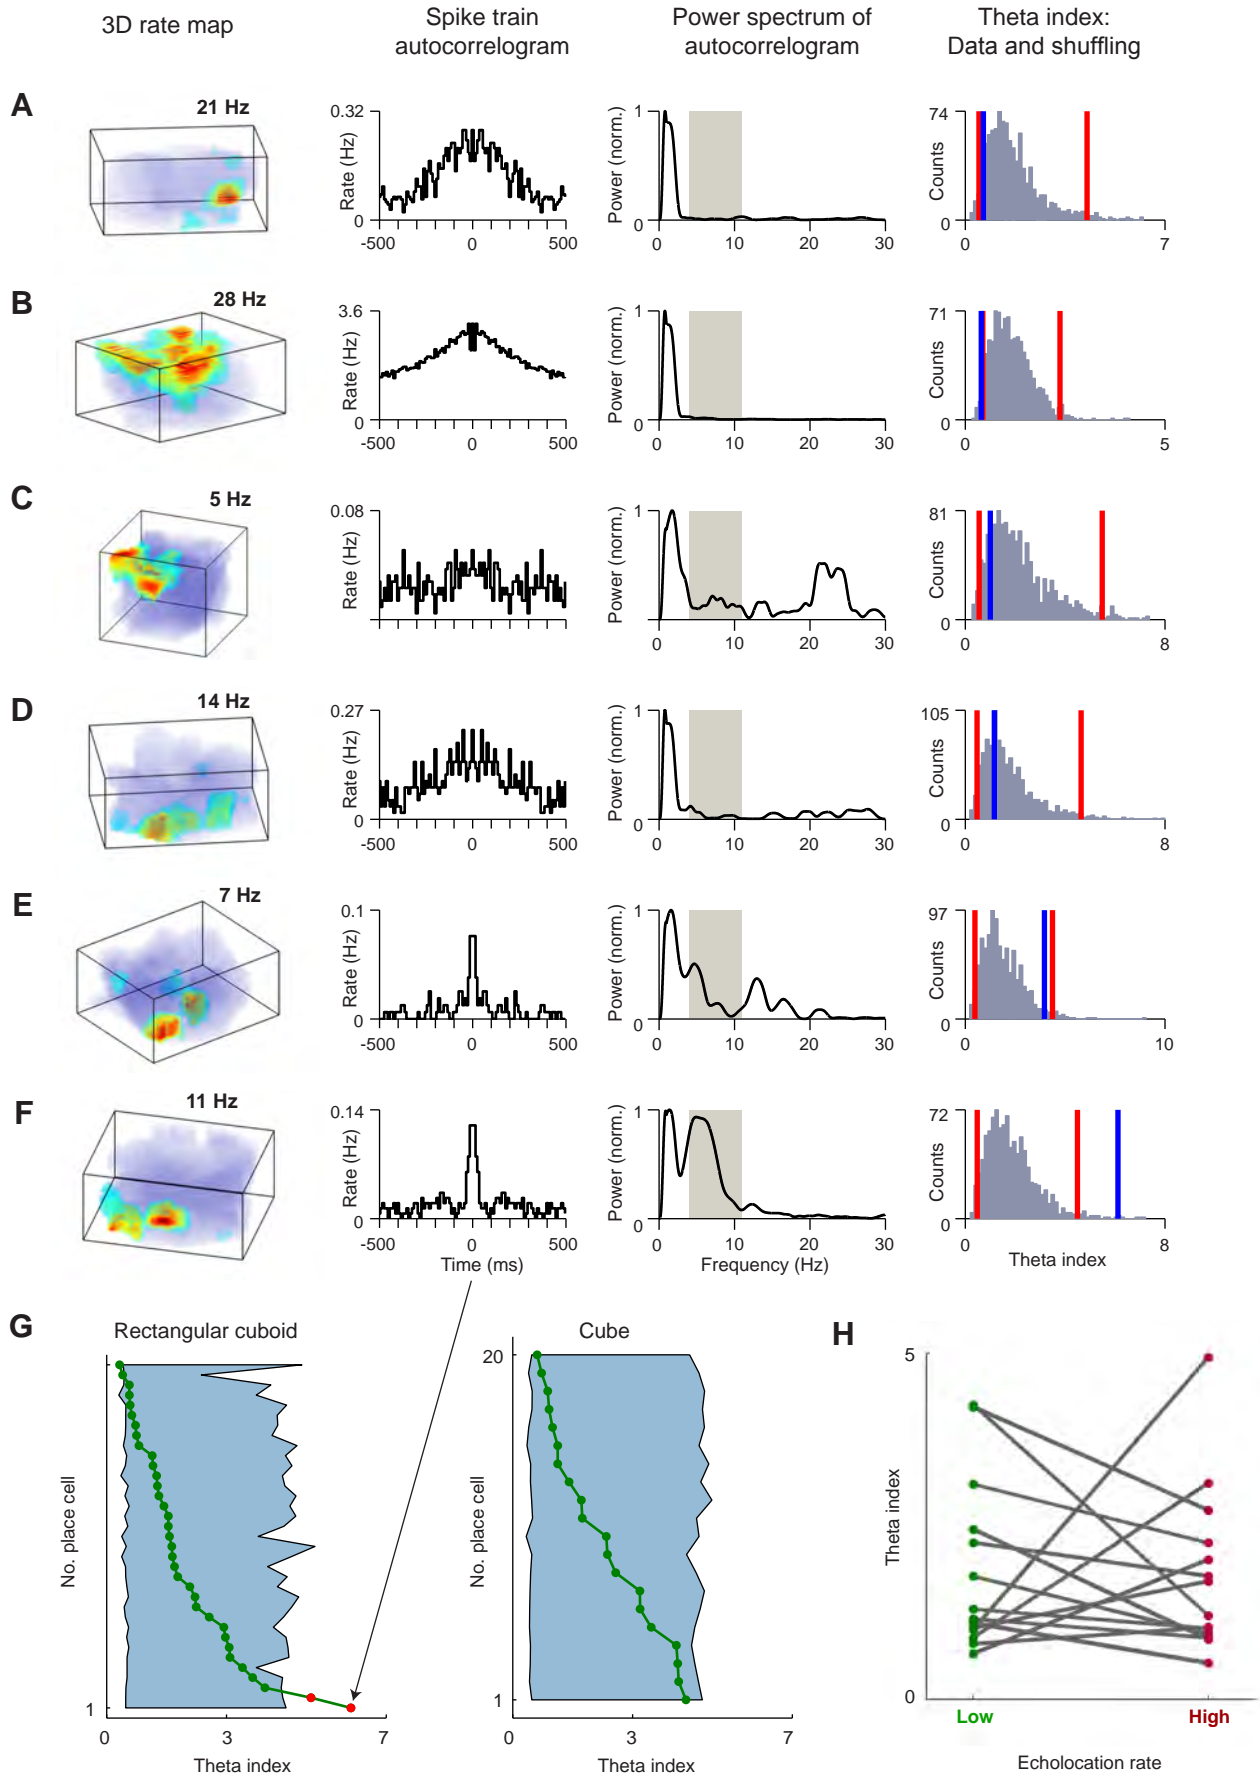 3D rate map
Spike train
autocorrelogram
Power spectrum of
autocorrelogram
Theta index:
Data and shuffling
A
21 Hz
0.32
Rate (Hz)
0
-500
0
500
1
Power (norm.)
0
0
10
20
30
74
Counts
0
0
7
B
28 Hz
3.6
Rate (Hz)
0
-500
0
500
1
Power (norm.)
0
0
10
20
30
71
Counts
0
0
5
C
5 Hz
0.08
Rate (Hz)
-500
0
500
1
Power (norm.)
0
0
10
20
30
81
Counts
0
0
8
D
14 Hz
0.27
Rate (Hz)
0
-500
0
500
1
Power (norm.)
0
0
10
20
30
105
Counts
0
0
8
E
7 Hz
0.1
Rate (Hz)
0
-500
0
500
1
Power (norm.)
0
0
10
20
30
97
Counts
0
0
10
F
11 Hz
0.14
Rate (Hz)
0
-500
0
500
Time (ms)
1
Power (norm.)
0
0
10
20
30
Frequency (Hz)
72
Counts
0
0
8
Theta index
G
Rectangular cuboid
No. place cell
1
0
3
7
Theta index
Cube
20
No. place cell
1
0
3
7
Theta index
H
5
Theta index
0
Low
High
Echolocation rate